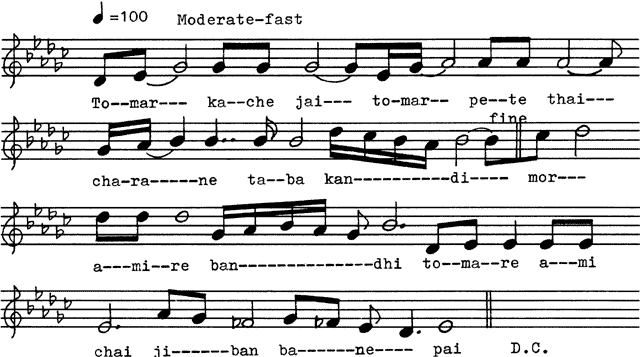 =100 Moderate-fast
To--mar--- ka--che jai--- to-mar-- pe--te thai---
fine
cha-ra---ne ta--ba kan----------di---- mor---
a---mi--re ban------------dhi to--ma--re a--mi
chai ji------ban ba----ne---- pai D.C.